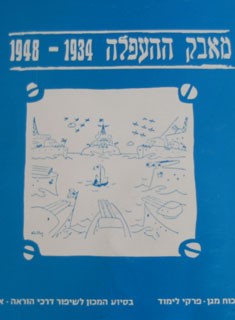 מאבק ההעפלה 1934 - 1948
כוח מגן - פרקי לימוד
בסיוע המכון לשיפור דרכי הוראה -